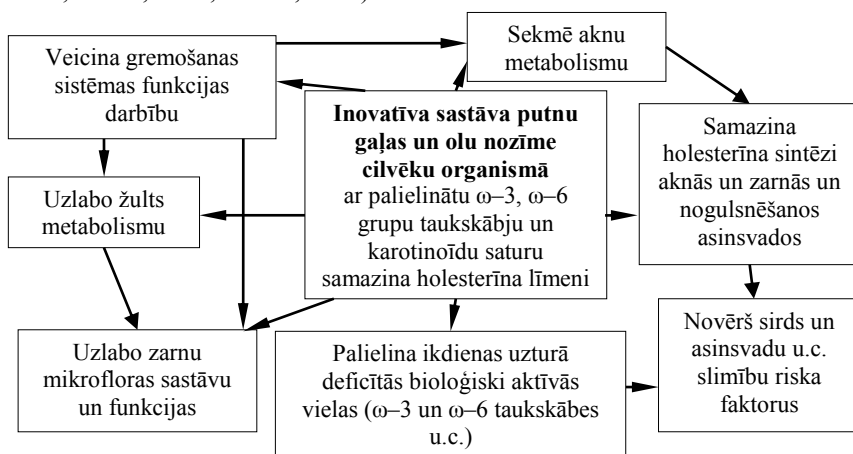 Veicina gremošanas
sistēmas funkcijas
darbību
Sekmē aknu
metabolismu
Inovatīva sastāva putnu
gaļas un olu nozīme
cilvēku organismā
ar palielinātu ω–3, ω–6
grupu taukskābju un
karotinoīdu saturu
samazina holesterīna līmeni
Samazina
holesterīna sintēzi
aknās un zarnās un
nogulsnēšanos
asinsvados
Uzlabo žults
metabolismu
Uzlabo zarnu
mikrofloras sastāvu
un funkcijas
Palielina ikdienas uzturā
deficītās bioloģiski aktīvās
vielas (ω–3 un ω–6 taukskābes
u.c.)
Novērš sirds un
asinsvadu u.c.
slimību riska
faktorus